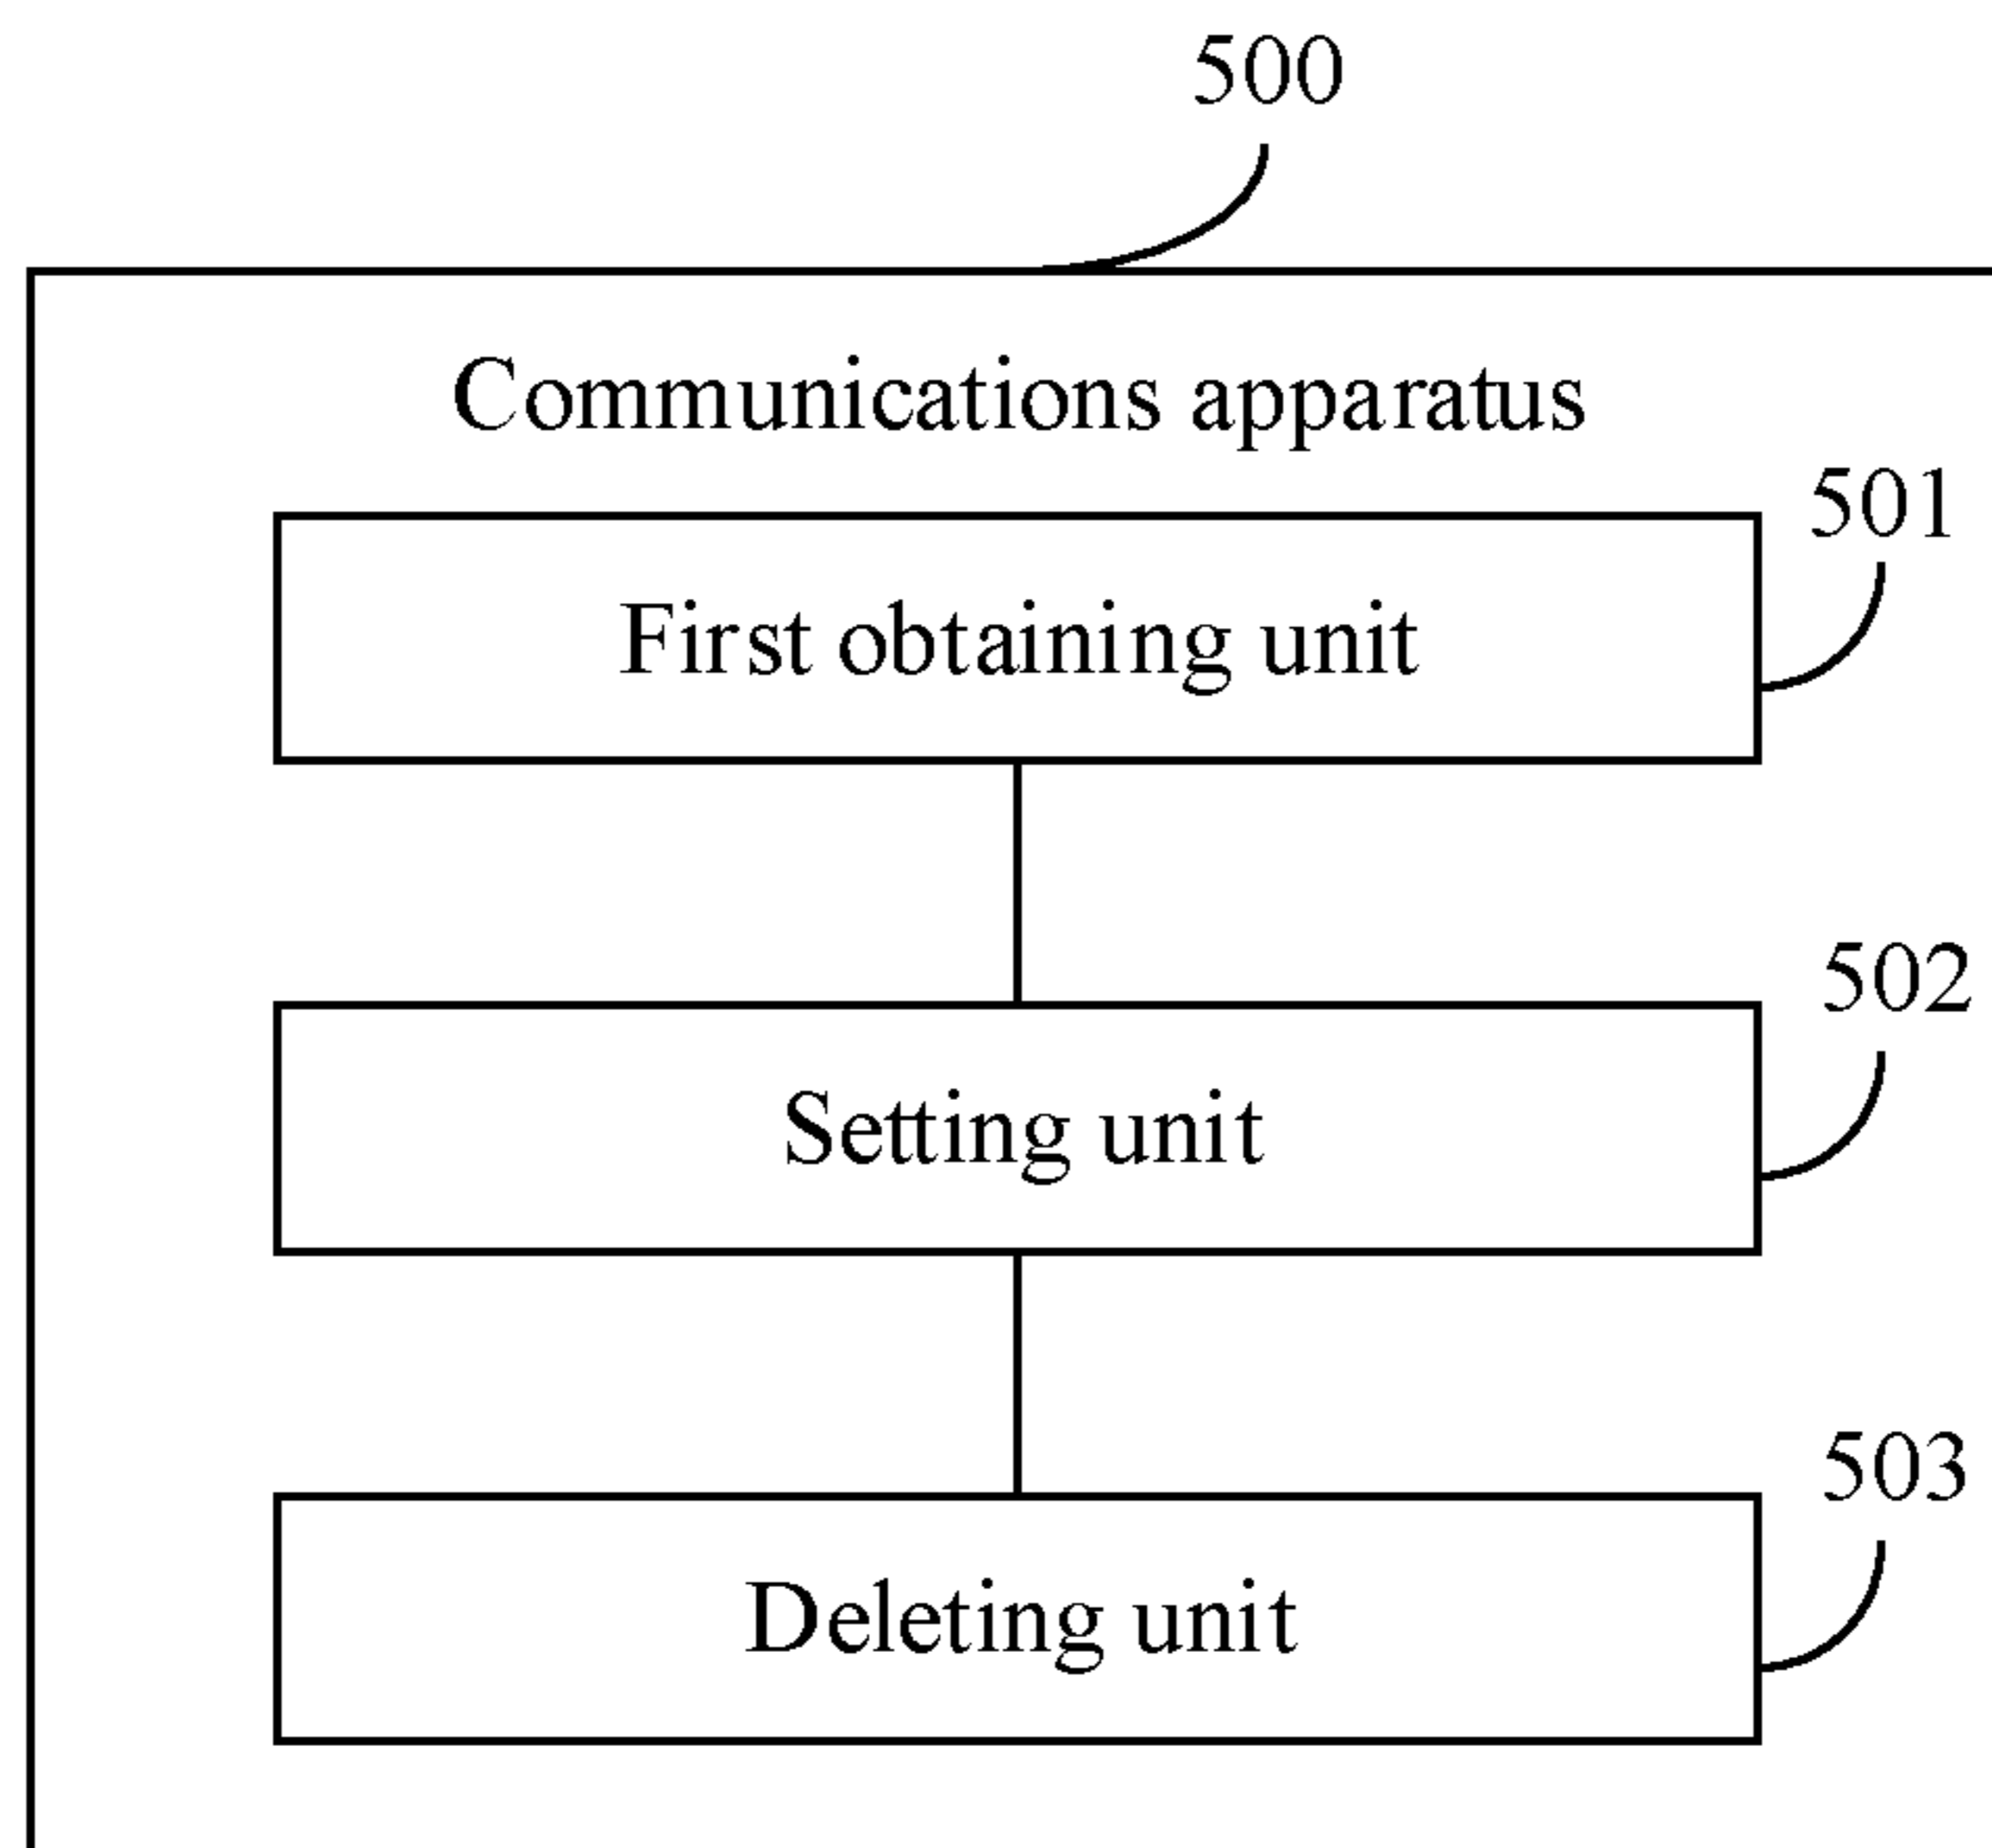 500
Communications apparatus
501
First obtaining unit
502
Setting unit
503
Deleting unit